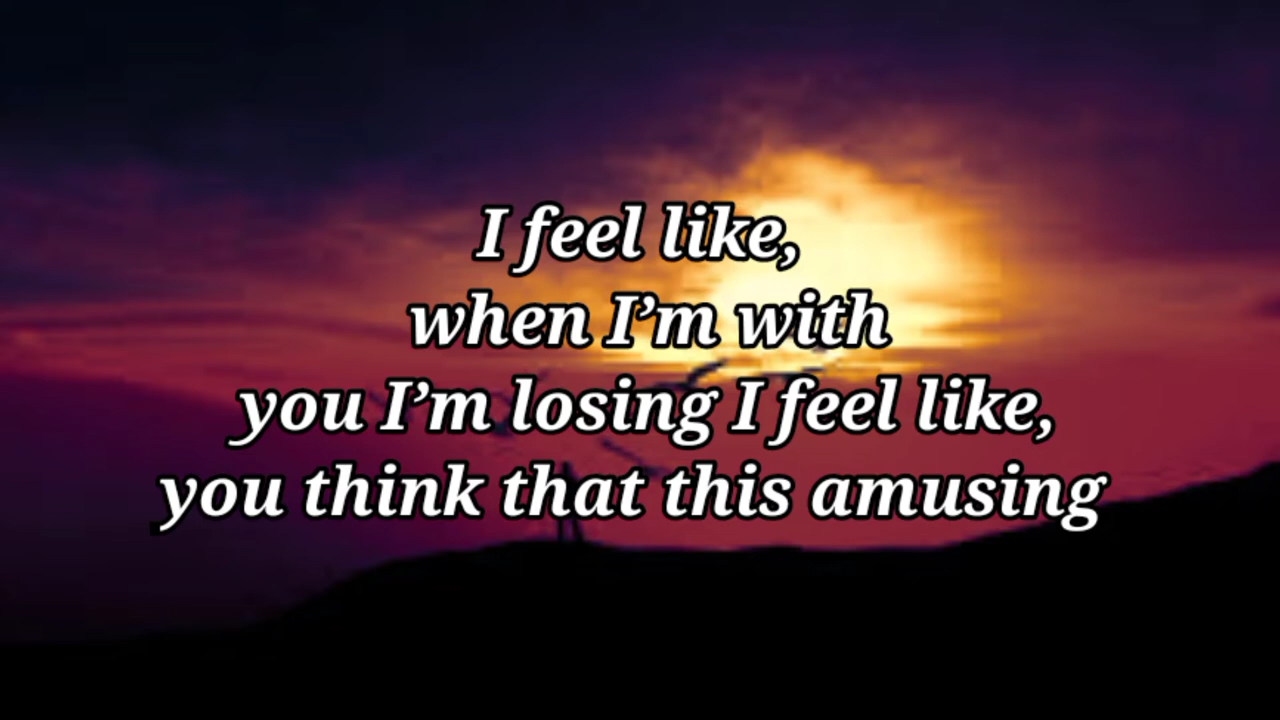 I feel like,
when I’m with
you I’m losing I feel like,
you think that this amusing